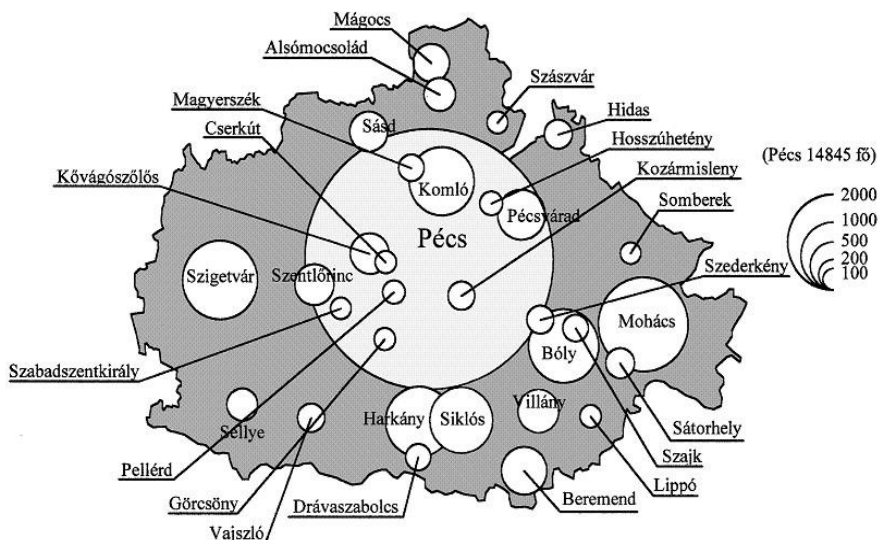 Mágocs
Alsómocsolád
Szászvár
Magyerszék
Hidas
Cserkút
Sásd
Hosszúhetény
(Pécs 14845 fő)
Kővágószőlős
Komló
Kozármisleny
2000
Pécsvárad
1000
Somberek
500
Pécs
200
Szederkény
100
Szigetvár
Szentlőrinc
Mohács
Bóly
Szabadszentkirály
Villány
Sellye
Harkány
Siklós
Sátorhely
Szajk
Pellérd
Lippó
Görcsöny
Drávaszabolcs
Beremend
Vajszló